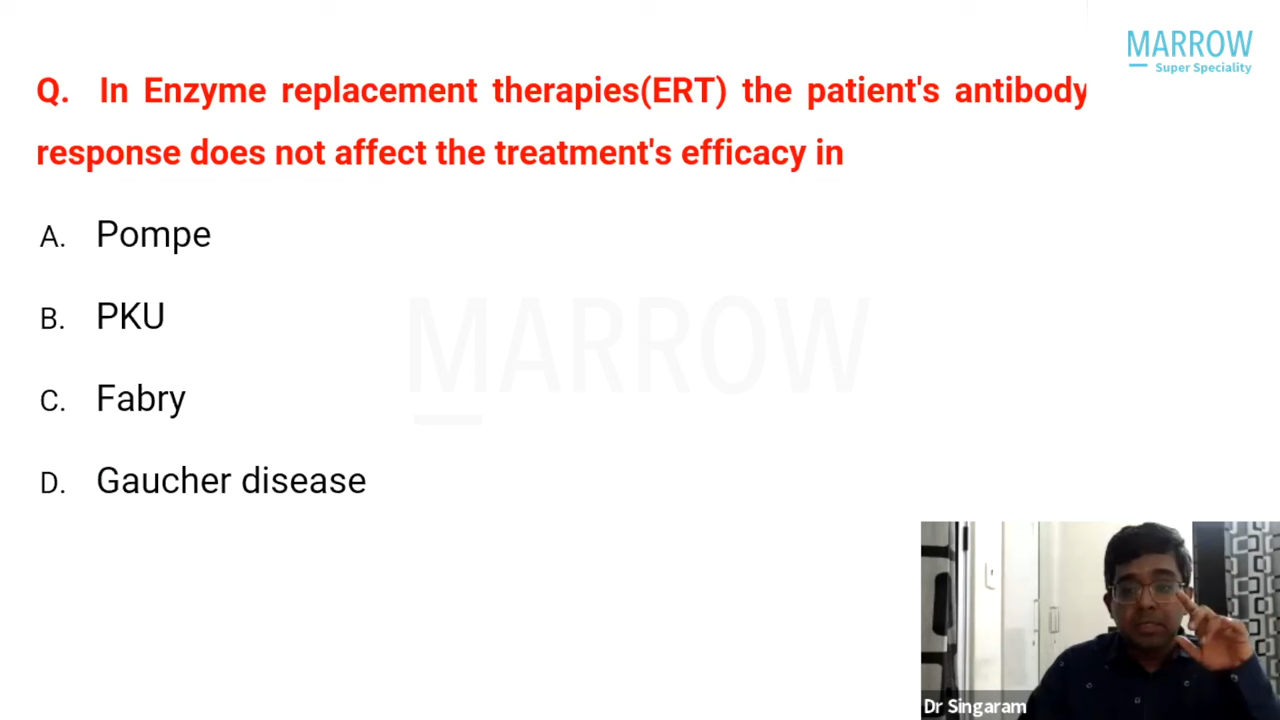 MARROW
Super Speciality
Q. In Enzyme replacement therapies(ERT) the patient's antibody
response does not affect the treatment's efficacy in
A. Pompe
B. PKU
C. Fabry
D. Gaucher disease
MARROW
Dr Singaram